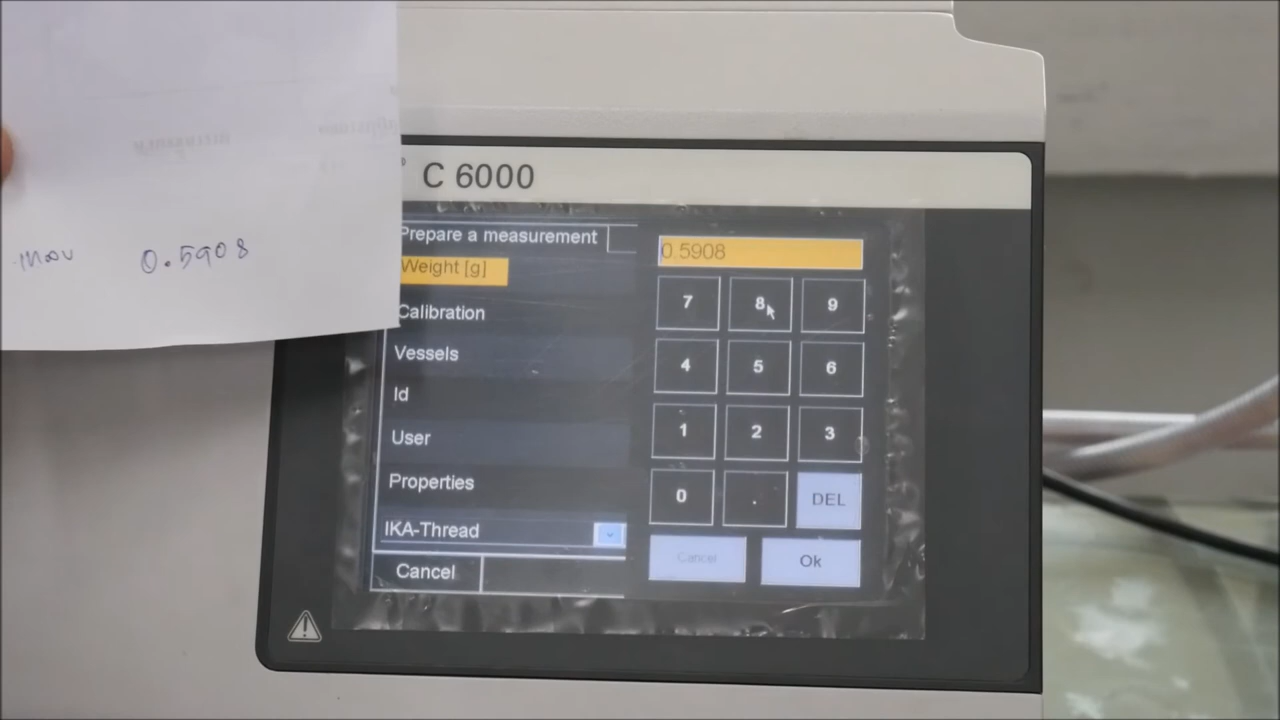 C 6000
Prepare a measurement
0.5908
Weight [g]
0.5908
7 8 9
Calibration
Vessels
4 5 6
Id
User
1 2 3
Properties
0 . DEL
IKA-Thread
Cancel Ok
Cancel